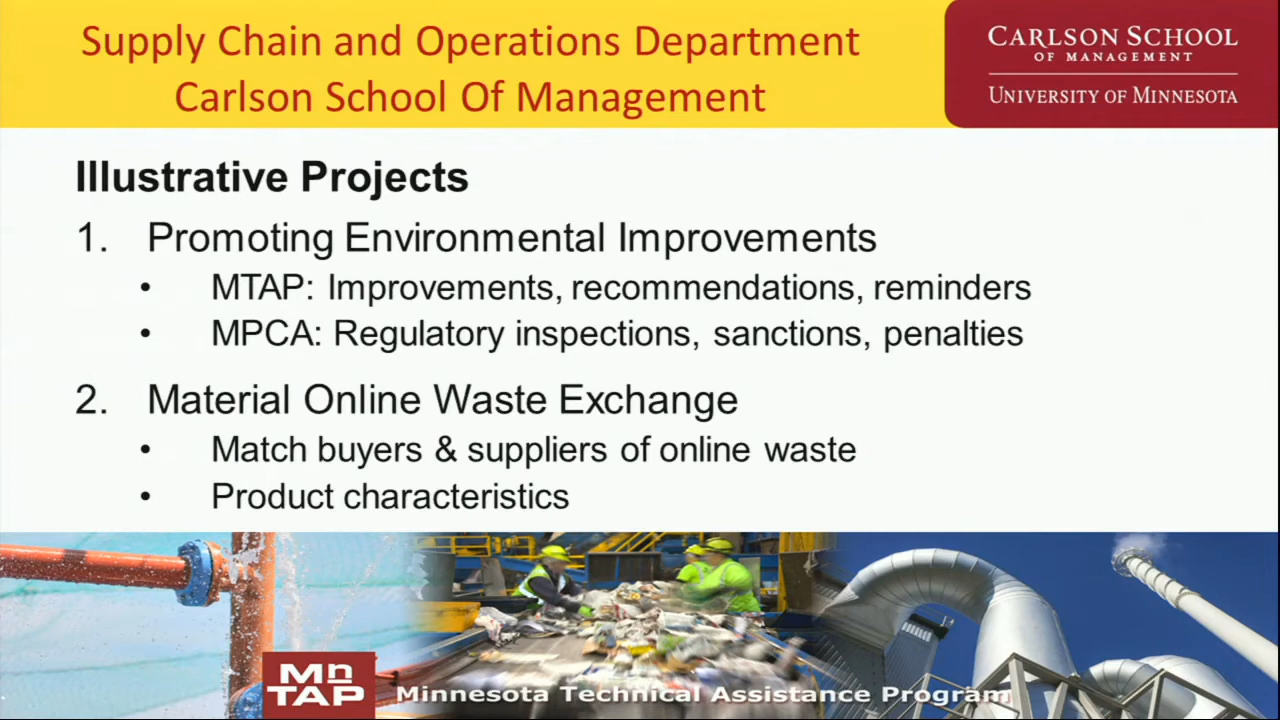 Supply Chain and Operations Department
Carlson School Of Management
CARLSON SCHOOL
OF MANAGEMENT
UNIVERSITY OF MINNESOTA
Illustrative Projects
1. Promoting Environmental Improvements
• MTAP: Improvements, recommendations, reminders
• MPCA: Regulatory inspections, sanctions, penalties
2. Material Online Waste Exchange
• Match buyers & suppliers of online waste
• Product characteristics
Mn
TAP
Minnesota Technical Assistance Program